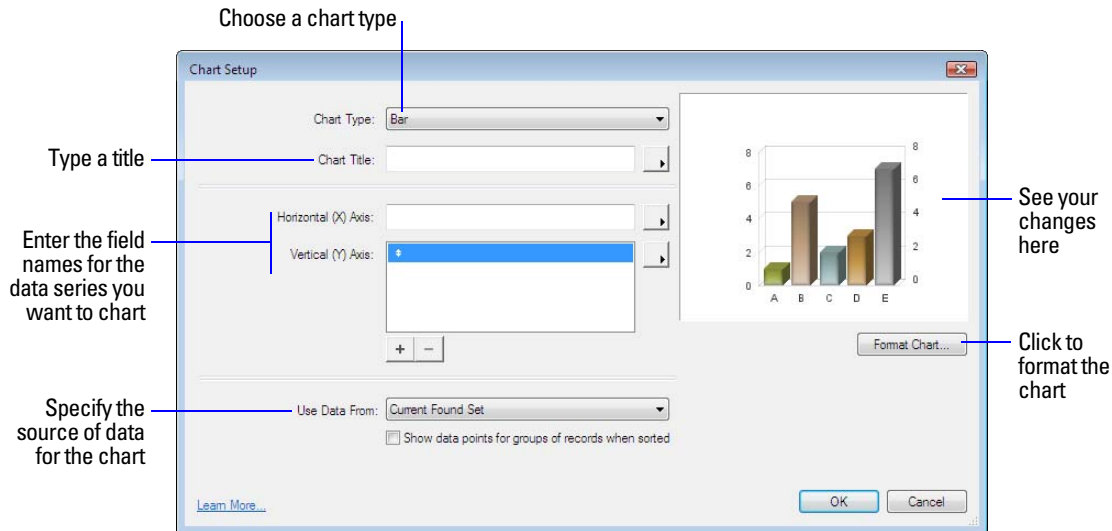 Choose a chart type
Chart Setup
Chart Type:
Bar
Type a title
Chart Title:
Horizontal (X) Axis:
Vertical (Y) Axis:
Enter the field
names for the
data series you
want to chart
+
−
8
6
4
2
0
8
6
4
2
0
A B C D E
See your
changes
here
Format Chart...
Click to
format the
chart
Specify the
source of data
for the chart
Use Data From:
Current Found Set
Show data points for groups of records when sorted
Learn More...
OK
Cancel